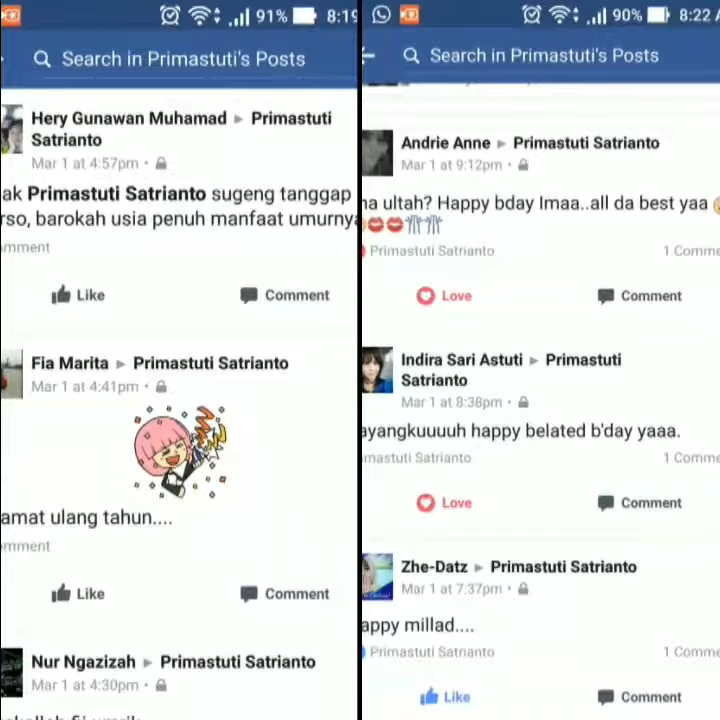 91% 8:19
Search in Primastuti's Posts
Hery Gunawan Muhamad ▸ Primastuti
Satrianto
Mar 1 at 4:57pm
ak Primastuti Satrianto sugeng tanggap
rso, barokah usia penuh manfaat umurnya
mment
Like Comment
Fia Marita ▸ Primastuti Satrianto
Mar 1 at 4:41pm
amat ulang tahun....
mment
Like Comment
Nur Ngazizah ▸ Primastuti Satrianto
Mar 1 at 4:30pm
90% 8:22
Search in Primastuti's Posts
Andrie Anne ▸ Primastuti Satrianto
Mar 1 at 9:12pm
na ultah? Happy bday Imaa..all da best yaa
Primastuti Satrianto 1 Comme
Love Comment
Indira Sari Astuti ▸ Primastuti
Satrianto
Mar 1 at 8:38pm
ayangkuuuuh happy belated b'day yaaa.
mastuti Satrianto 1 Comme
Love Comment
Zhe-Datz ▸ Primastuti Satrianto
Mar 1 at 7:37pm
appy millad....
Primastuti Satrianto 1 Comme
Like Comment